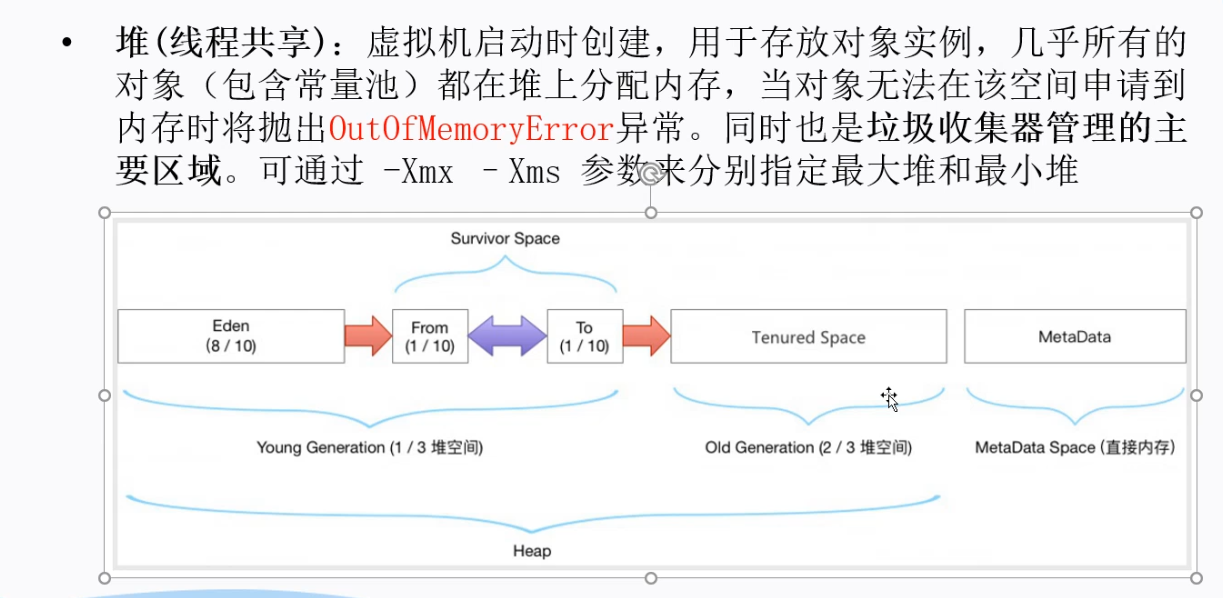 • 堆(线程共享)：虚拟机启动时创建，用于存放对象实例，几乎所有的
对象（包含常量池）都在堆上分配内存，当对象无法在该空间申请到
内存时将抛出OutOfMemoryError异常。同时也是垃圾收集器管理的主
要区域。可通过 -Xmx –Xms 参数来分别指定最大堆和最小堆
Survivor Space
Eden
(8 / 10)
From
(1 / 10)
To
(1 / 10)
Tenured Space
MetaData
Young Generation (1 / 3 堆空间)
Old Generation (2 / 3 堆空间)
MetaData Space (直接内存)
Heap